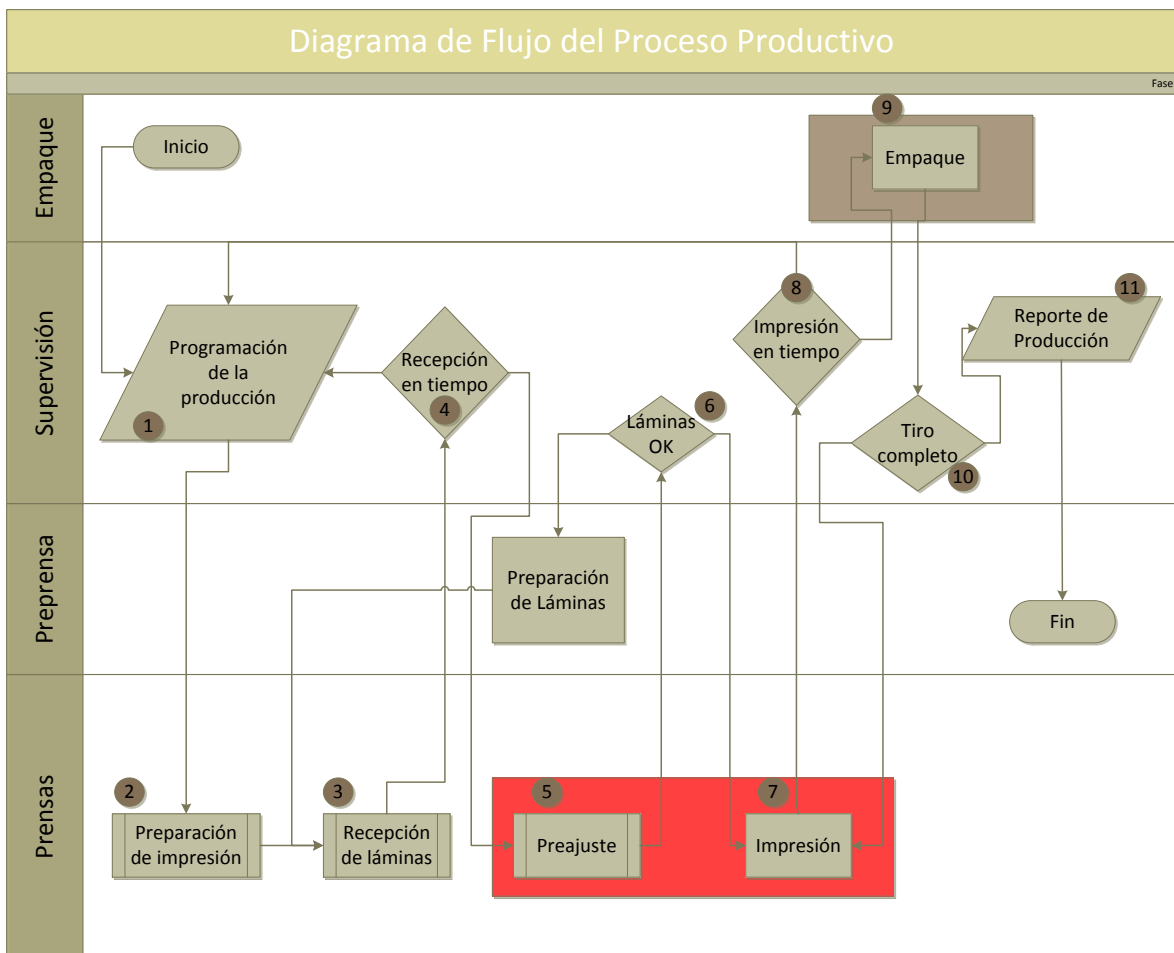 Diagrama de Flujo del Proceso Productivo
Fase
Empaque
Inicio
9
Empaque
Supervisión
Programación
de la
producción
1
Recepción
en tiempo
4
Láminas
OK
6
8
Impresión
en tiempo
Tiro
completo
10
11
Reporte de
Producción
Preprensa
Preparación
de Láminas
Fin
Prensas
2
Preparación
de impresión
3
Recepción
de láminas
5
Preajuste
7
Impresión